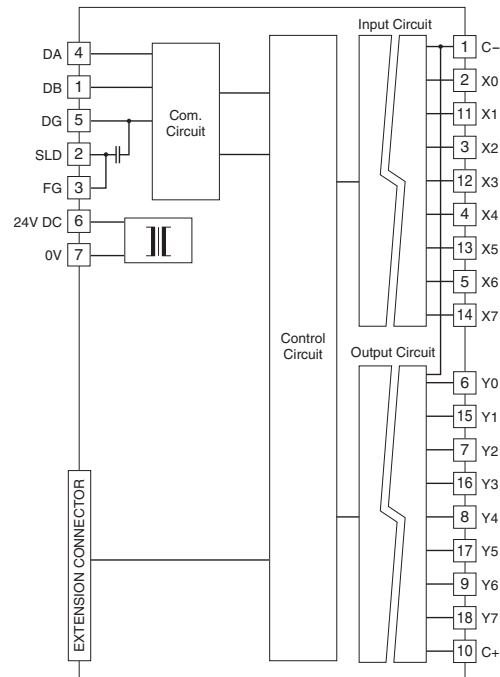 Input Circuit
DA 4
DB 1
DG 5
SLD 2
FG 3
24V DC 6
0V 7
Com.
Circuit
Control
Circuit
EXTENSION CONNECTOR
1 C−
2 X0
11 X1
3 X2
12 X3
4 X4
13 X5
5 X6
14 X7
Output Circuit
6 Y0
15 Y1
7 Y2
16 Y3
8 Y4
17 Y5
9 Y6
18 Y7
10 C+